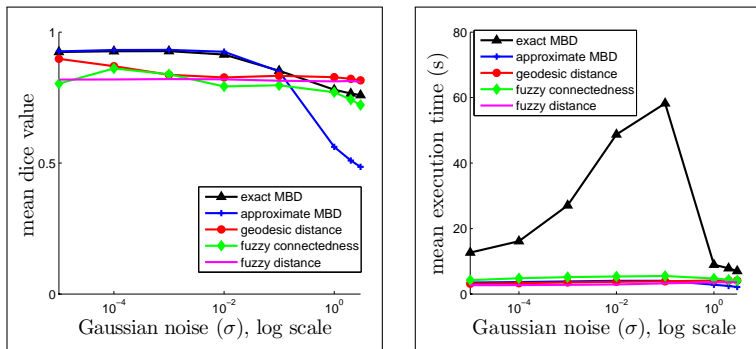 mean dice value
1
0.5
0
10^-4
10^-2
10^0
Gaussian noise (σ), log scale
exact MBD
approximate MBD
geodesic distance
fuzzy connectedness
fuzzy distance
mean execution time (s)
80
60
40
20
0
10^-4
10^-2
10^0
Gaussian noise (σ), log scale
exact MBD
approximate MBD
geodesic distance
fuzzy connectedness
fuzzy distance